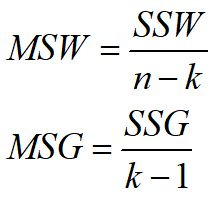 MSW = SSW / n − k
MSG = SSG / k − 1